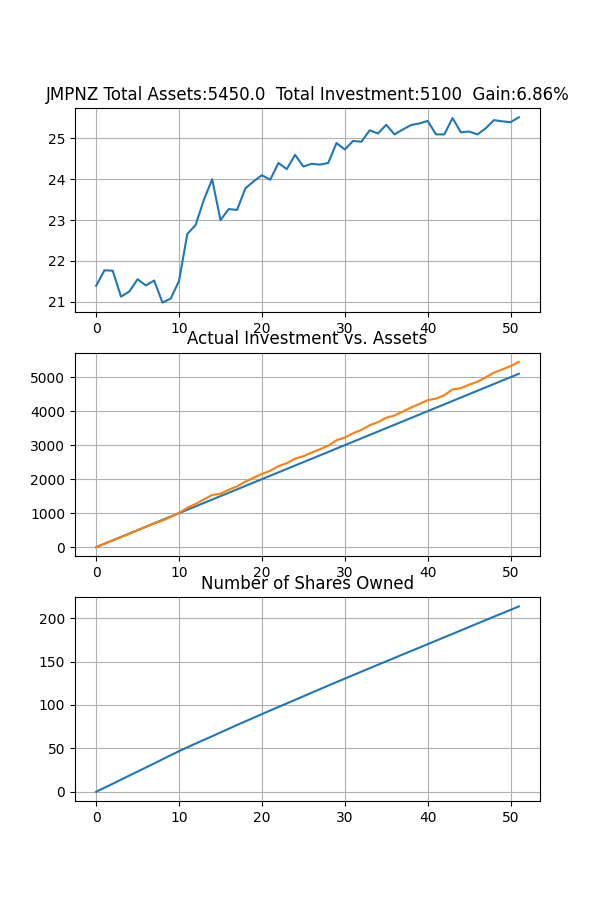 JMPNZ Total Assets:5450.0  Total Investment:5100  Gain:6.86%
25
24
23
22
21
0 10 20 30 40 50
Actual Investment vs. Assets
5000
4000
3000
2000
1000
0
0 10 20 30 40 50
Number of Shares Owned
200
150
100
50
0
0 10 20 30 40 50